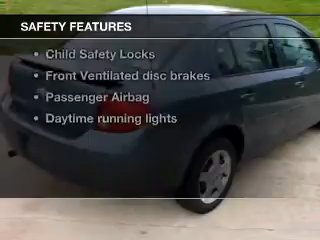 SAFETY FEATURES
• Child Safety Locks
• Front Ventilated disc brakes
• Passenger Airbag
• Daytime running lights